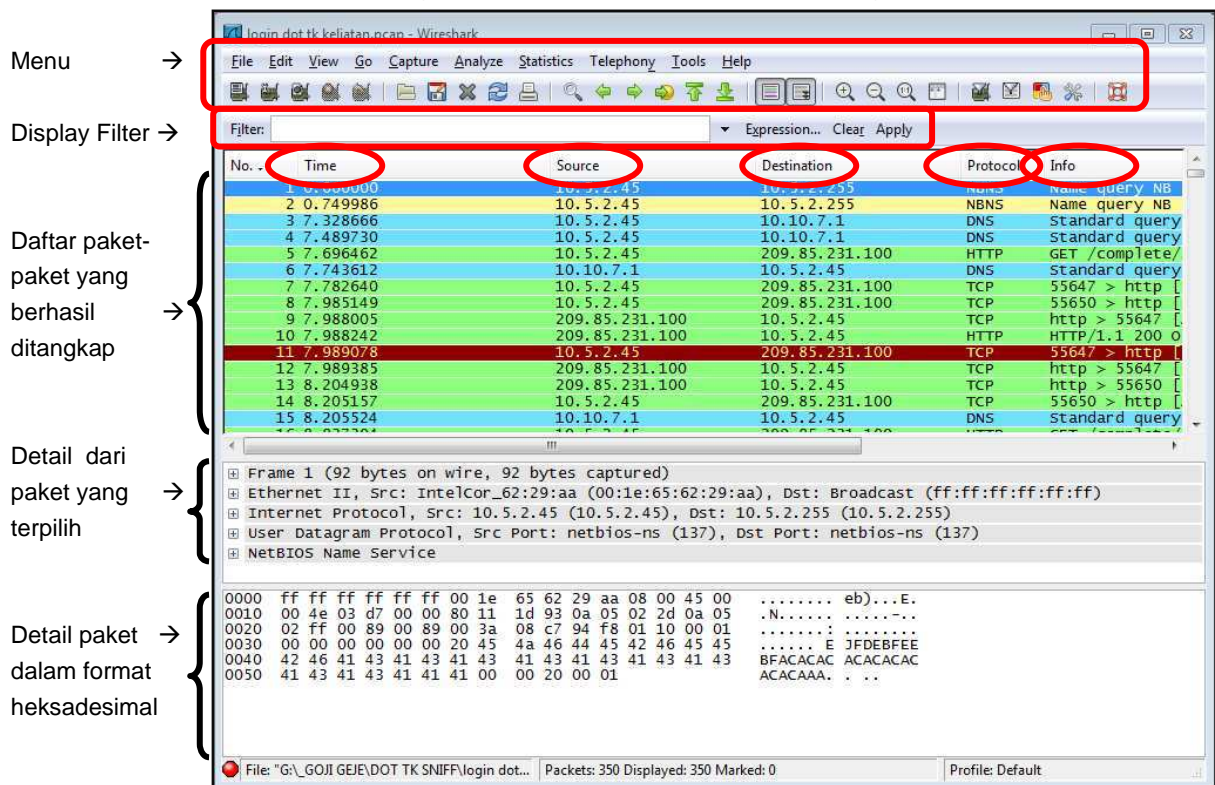 login dot tk keliatan.pcap - Wireshark
Menu →
File Edit View Go Capture Analyze Statistics Telephony Tools Help
Display Filter →
Filter: Expression... Clear Apply
No. Time Source Destination Protocol Info
1 0.000000 10.5.2.45 10.5.2.255 NBNS Name query NB
2 0.749986 10.5.2.45 10.5.2.255 NBNS Name query NB
3 7.328666 10.5.2.45 10.10.7.1 DNS Standard query
4 7.489730 10.5.2.45 10.10.7.1 DNS Standard query
5 7.696462 10.5.2.45 209.85.231.100 HTTP GET /complete/
6 7.743612 10.10.7.1 10.5.2.45 DNS Standard query
7 7.782640 10.5.2.45 209.85.231.100 TCP 55647 > http [
8 7.985149 10.5.2.45 209.85.231.100 TCP 55650 > http [
9 7.988005 209.85.231.100 10.5.2.45 TCP http > 55647 [
10 7.988242 209.85.231.100 10.5.2.45 HTTP HTTP/1.1 200 O
11 7.989078 10.5.2.45 209.85.231.100 TCP 55647 > http [
12 7.989385 209.85.231.100 10.5.2.45 TCP http > 55647 [
13 8.204938 209.85.231.100 10.5.2.45 TCP http > 55650 [
14 8.205157 10.5.2.45 209.85.231.100 TCP 55650 > http [
15 8.205524 10.10.7.1 10.5.2.45 DNS Standard query
Daftar paket-
paket yang
berhasil →
ditangkap
Detail dari
paket yang →
terpilih
Frame 1 (92 bytes on wire, 92 bytes captured)
Ethernet II, Src: IntelCor_62:29:aa (00:1e:65:62:29:aa), Dst: Broadcast (ff:ff:ff:ff:ff:ff)
Internet Protocol, Src: 10.5.2.45 (10.5.2.45), Dst: 10.5.2.255 (10.5.2.255)
User Datagram Protocol, Src Port: netbios-ns (137), Dst Port: netbios-ns (137)
NetBIOS Name Service
Detail paket →
dalam format
heksadesimal
0000 ff ff ff ff ff ff 00 1e 65 62 29 aa 08 00 45 00 ........ eb)...E.
0010 00 4e 03 d7 00 00 80 11 1d 93 0a 05 02 2d 0a 05 .N...... .....-..
0020 02 ff 00 89 00 89 00 3a 08 c7 94 f8 01 10 00 01 .......: ........
0030 00 00 00 00 00 00 20 45 4a 46 44 45 42 46 45 45 ...... E JFDEBFEE
0040 42 46 41 43 41 43 41 43 41 43 41 43 41 43 41 43 BFACACAC ACACACAC
0050 41 43 41 43 41 41 41 00 00 20 00 01 ACACAAA. . ..
File: "G:\_GOJI GEJE\DOT TK SNIFF\login dot... Packets: 350 Displayed: 350 Marked: 0 Profile: Default